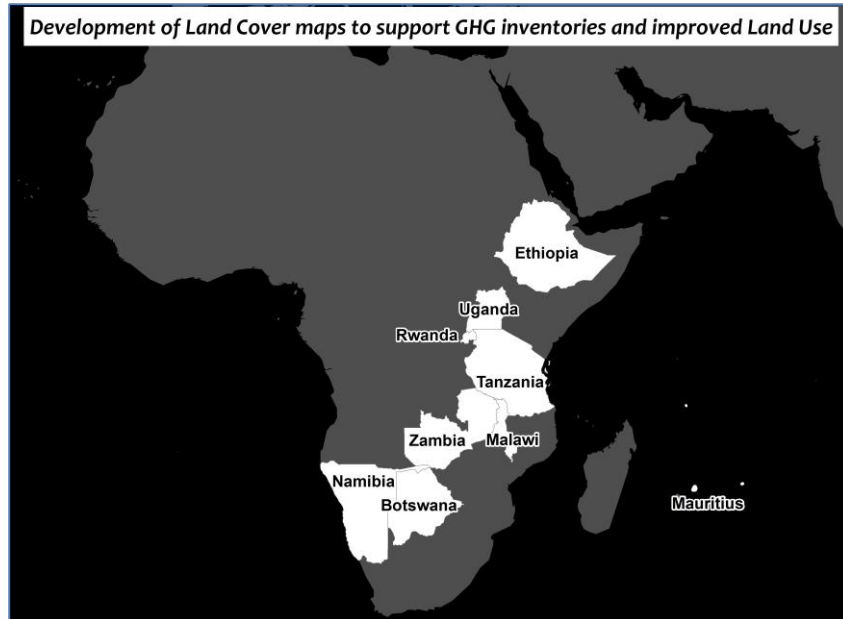 Development of Land Cover maps to support GHG inventories and improved Land Use
Ethiopia
Uganda
Rwanda
Tanzania
Zambia
Malawi
Namibia
Botswana
Mauritius